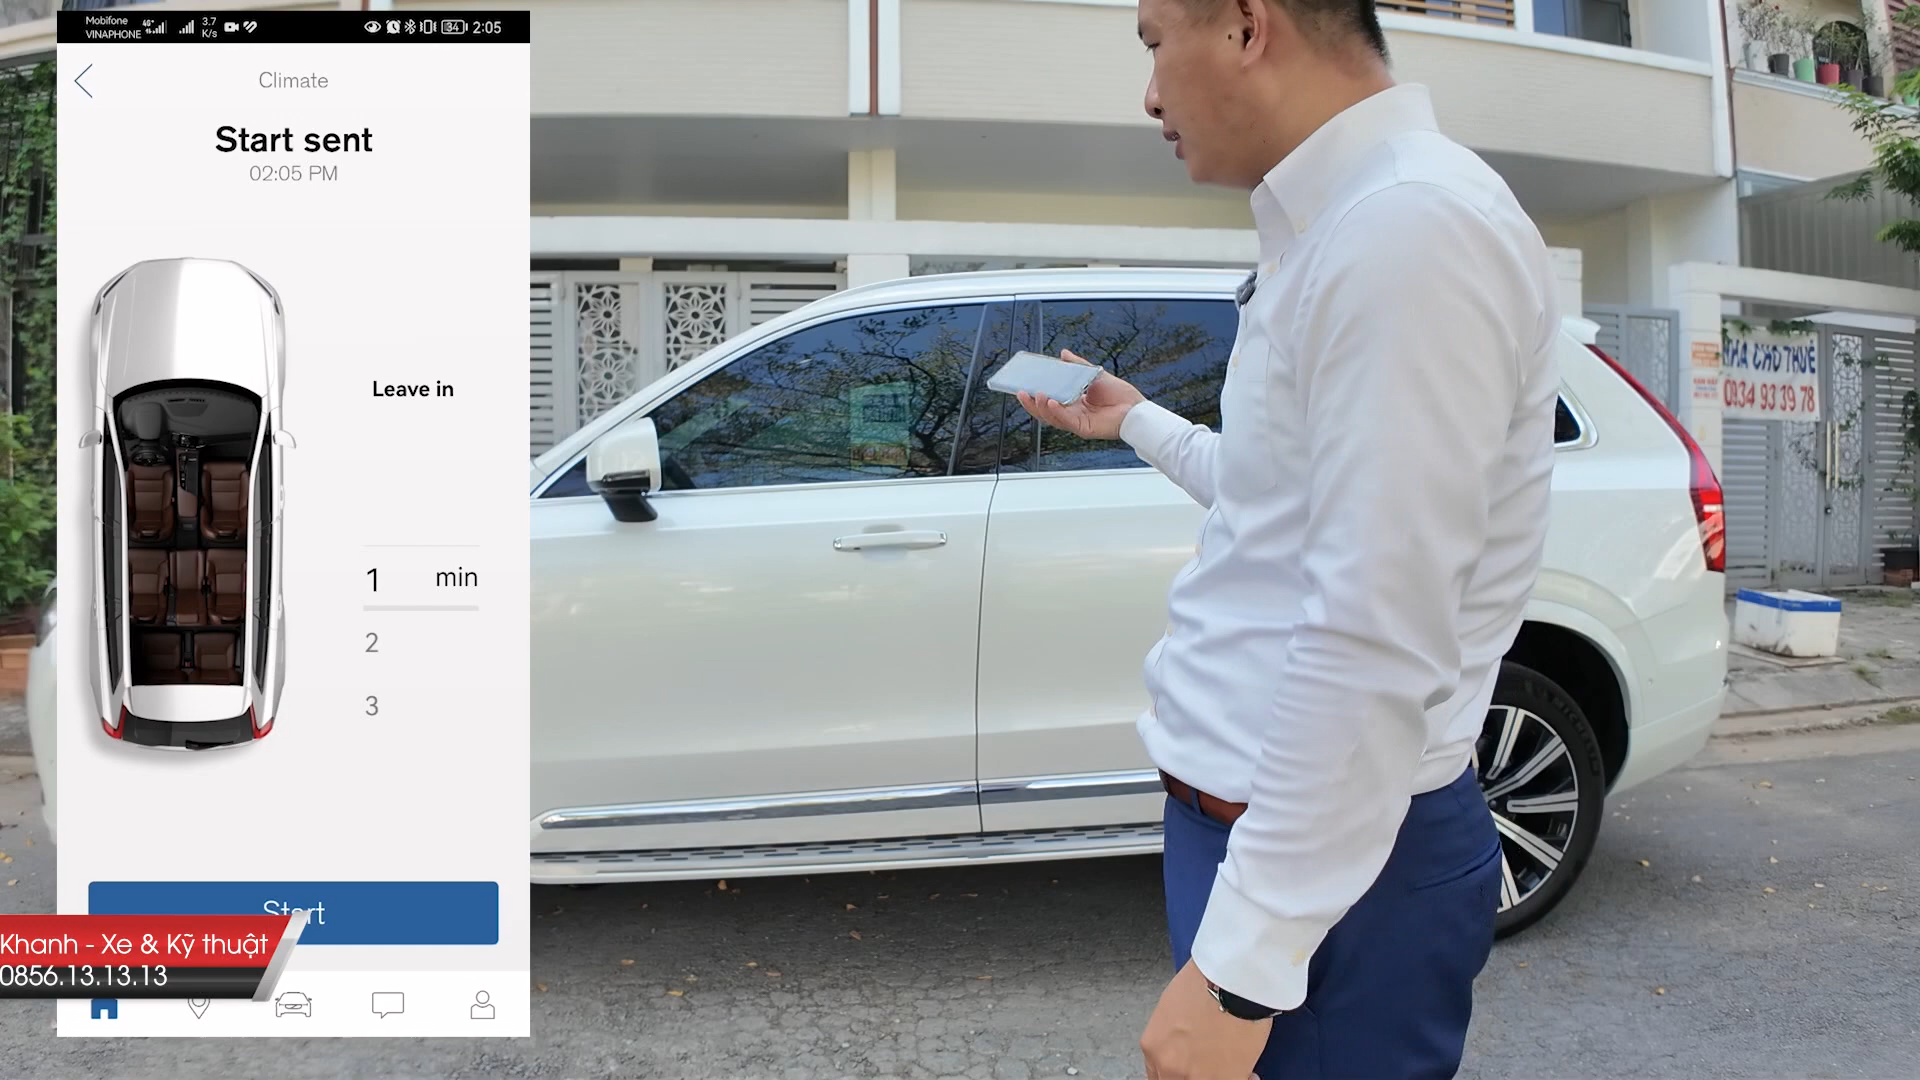 Mobifone
VINAPHONE
4G+
3.7
K/s
34
2:05
Climate
Start sent
02:05 PM
Leave in
1 min
2
3
Start
Khanh - Xe & Kỹ thuật
0856.13.13.13
NHÀ CHO THUÊ
0934 93 39 78